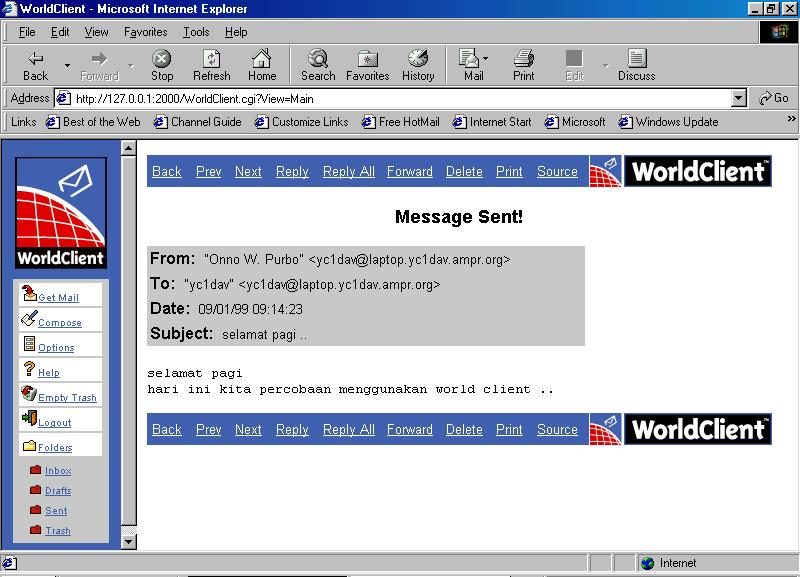 WorldClient - Microsoft Internet Explorer
File Edit View Favorites Tools Help
Back Forward Stop Refresh Home Search Favorites History Mail Print Edit Discuss
Address http://127.0.0.1:2000/WorldClient.cgi?View=Main Go
Links Best of the Web Channel Guide Customize Links Free HotMail Internet Start Microsoft Windows Update »
WorldClient
Get Mail
Compose
Options
Help
Empty Trash
Logout
Folders
Inbox
Drafts
Sent
Trash
Back Prev Next Reply Reply All Forward Delete Print Source WorldClient™
Message Sent!
From: "Onno W. Purbo" <yc1dav@laptop.yc1dav.ampr.org>
To: "yc1dav" <yc1dav@laptop.yc1dav.ampr.org>
Date: 09/01/99 09:14:23
Subject: selamat pagi ..
selamat pagi
hari ini kita percobaan menggunakan world client ..
Back Prev Next Reply Reply All Forward Delete Print Source WorldClient™
Internet